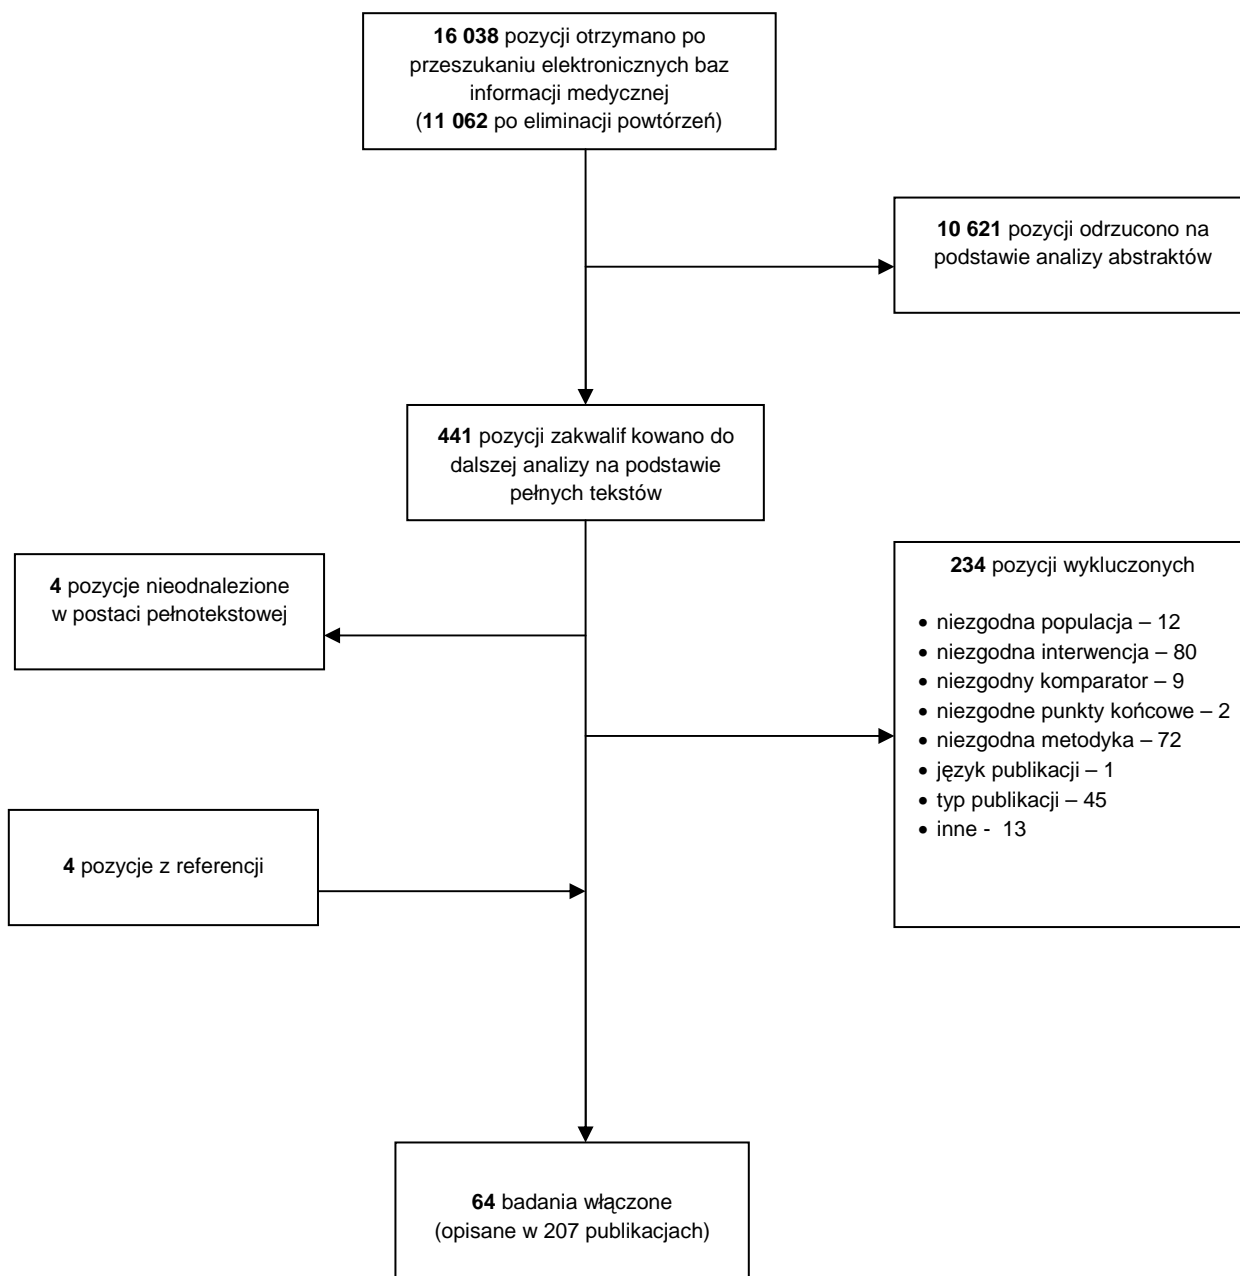 16 038 pozycji otrzymano po
przeszukaniu elektronicznych baz
informacji medycznej
(11 062 po eliminacji powtórzeń)
10 621 pozycji odrzucono na
podstawie analizy abstraktów
441 pozycji zakwalif kowano do
dalszej analizy na podstawie
pełnych tekstów
4 pozycje nieodnalezione
w postaci pełnotekstowej
234 pozycji wykluczonych
• niezgodna populacja – 12
• niezgodna interwencja – 80
• niezgodny komparator – 9
• niezgodne punkty końcowe – 2
• niezgodna metodyka – 72
• język publikacji – 1
• typ publikacji – 45
• inne - 13
4 pozycje z referencji
64 badania włączone
(opisane w 207 publikacjach)